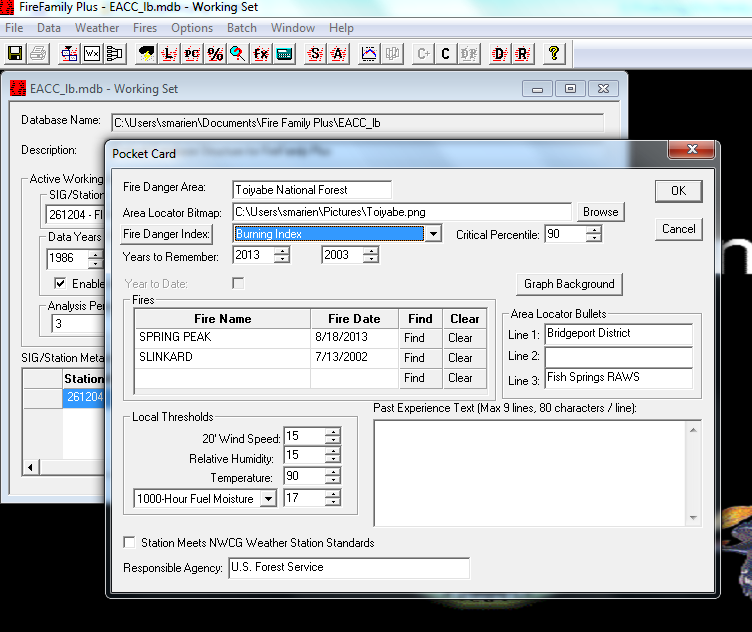 FireFamily Plus - EACC_lb.mdb - Working Set
File Data Weather Fires Options Batch Window Help
EACC_lb.mdb - Working Set
Database Name: C:\Users\smarien\Documents\Fire Family Plus\EACC_lb
Description:
Pocket Card
Active Working
SIG/Station
261204 - FI
Data Years
1986
Enable
Analysis Per
3
SIG/Station Meta
Station
261204
Fire Danger Area: Toiyabe National Forest OK
Area Locator Bitmap: C:\Users\smarien\Pictures\Toiyabe.png Browse
Fire Danger Index: Burning Index Critical Percentile: 90 Cancel
Years to Remember: 2013 2003
Year to Date: Graph Background
Fires
Fire Name Fire Date Find Clear
SPRING PEAK 8/18/2013 Find Clear
SLINKARD 7/13/2002 Find Clear
Find Clear
Area Locator Bullets
Line 1: Bridgeport District
Line 2:
Line 3: Fish Springs RAWS
Local Thresholds
20' Wind Speed: 15
Relative Humidity: 15
Temperature: 90
1000-Hour Fuel Moisture 17
Past Experience Text (Max 9 lines, 80 characters / line):
Station Meets NWCG Weather Station Standards
Responsible Agency: U.S. Forest Service